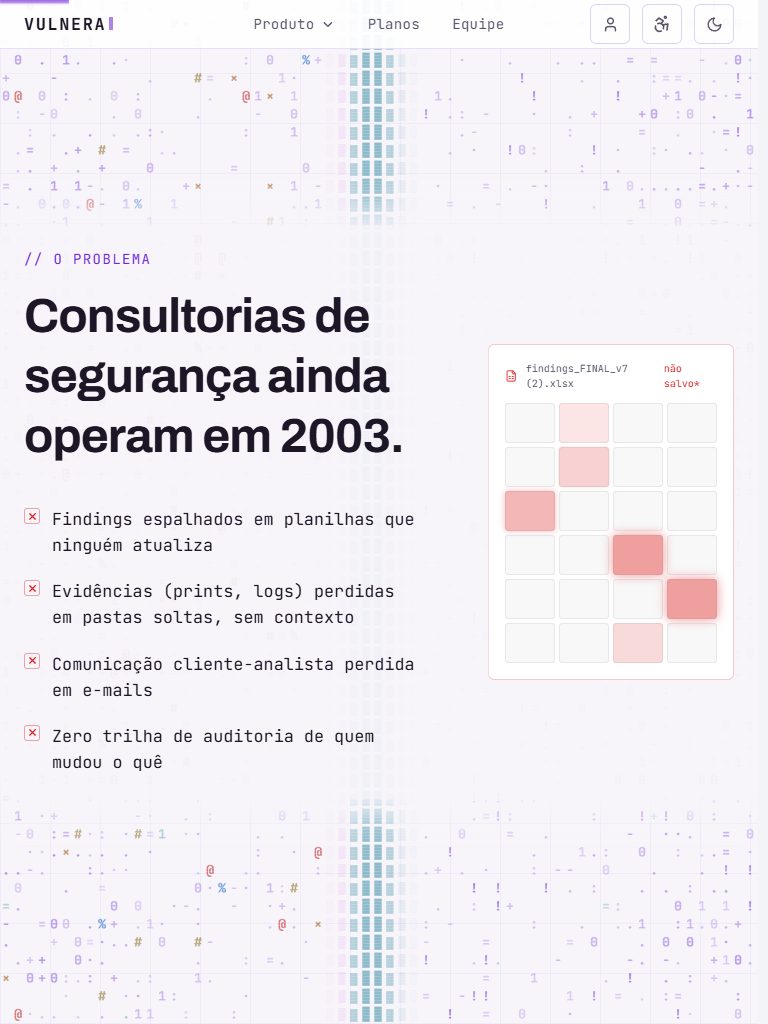 VULNERA
Produto
Planos
Equipe
// O PROBLEMA
Consultorias de
segurança ainda
operam em 2003.
Findings espalhados em planilhas que
ninguém atualiza
Evidências (prints, logs) perdidas
em pastas soltas, sem contexto
Comunicação cliente-analista perdida
em e-mails
Zero trilha de auditoria de quem
mudou o quê
findings_FINAL_v7
(2).xlsx
não
salvo*